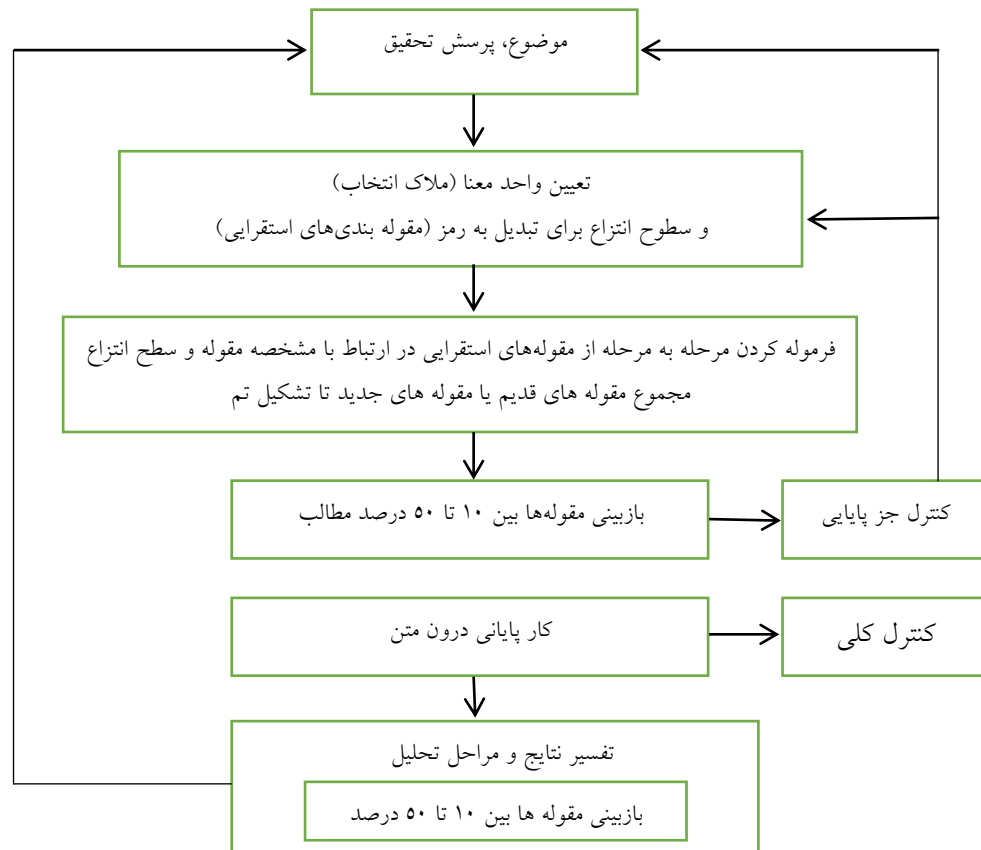 موضوع، پرسش تحقیق
تعیین واحد معنا (ملاک انتخاب)
و سطوح انتزاع برای تبدیل به رمز (مقوله بندی‌های استقرایی)
فرموله کردن مرحله به مرحله از مقوله‌های استقرایی در ارتباط با مشخصه مقوله و سطح انتزاع
مجموع مقوله های قدیم یا مقوله های جدید تا تشکیل تم
بازبینی مقوله‌ها بین ۱۰ تا ۵۰ درصد مطالب
کنترل جز پایایی
کار پایانی درون متن
کنترل کلی
تفسیر نتایج و مراحل تحلیل
بازبینی مقوله ها بین ۱۰ تا ۵۰ درصد